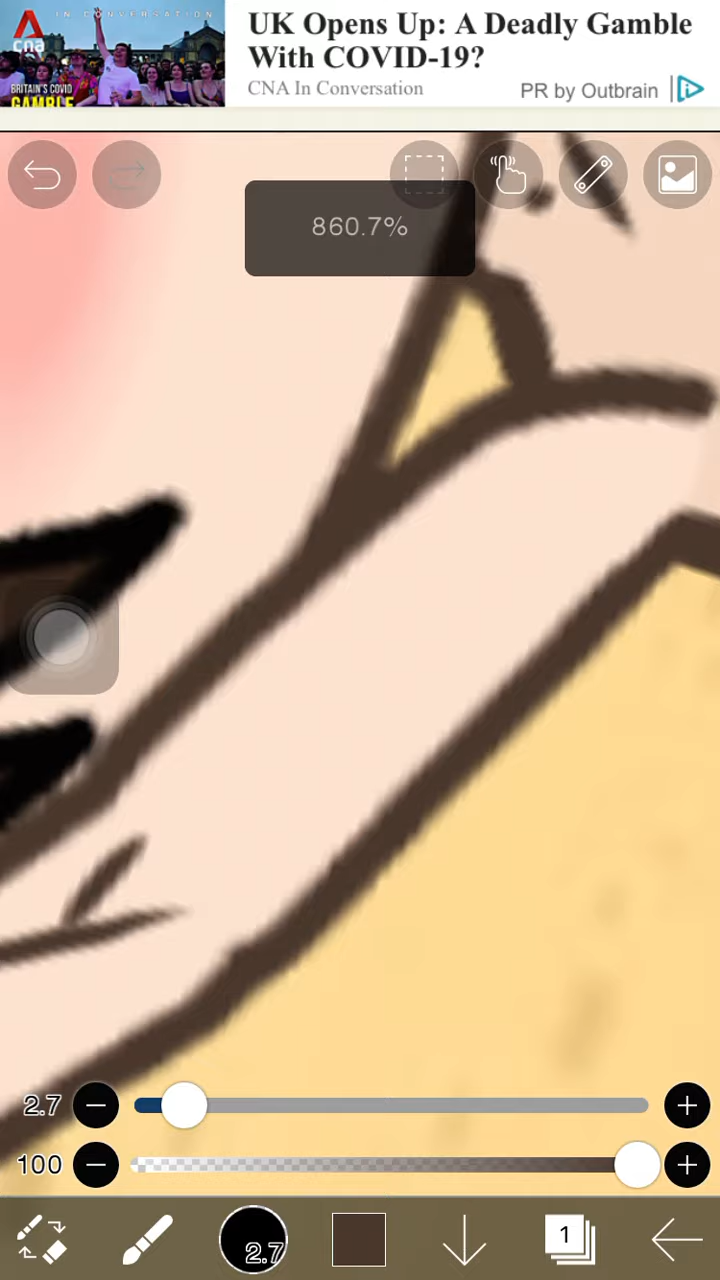 IN CONVERSATION
cna
BRITAIN'S COVID
GAMBLE
UK Opens Up: A Deadly Gamble
With COVID-19?
CNA In Conversation
PR by Outbrain
860.7%
2.7
100
2.7
1